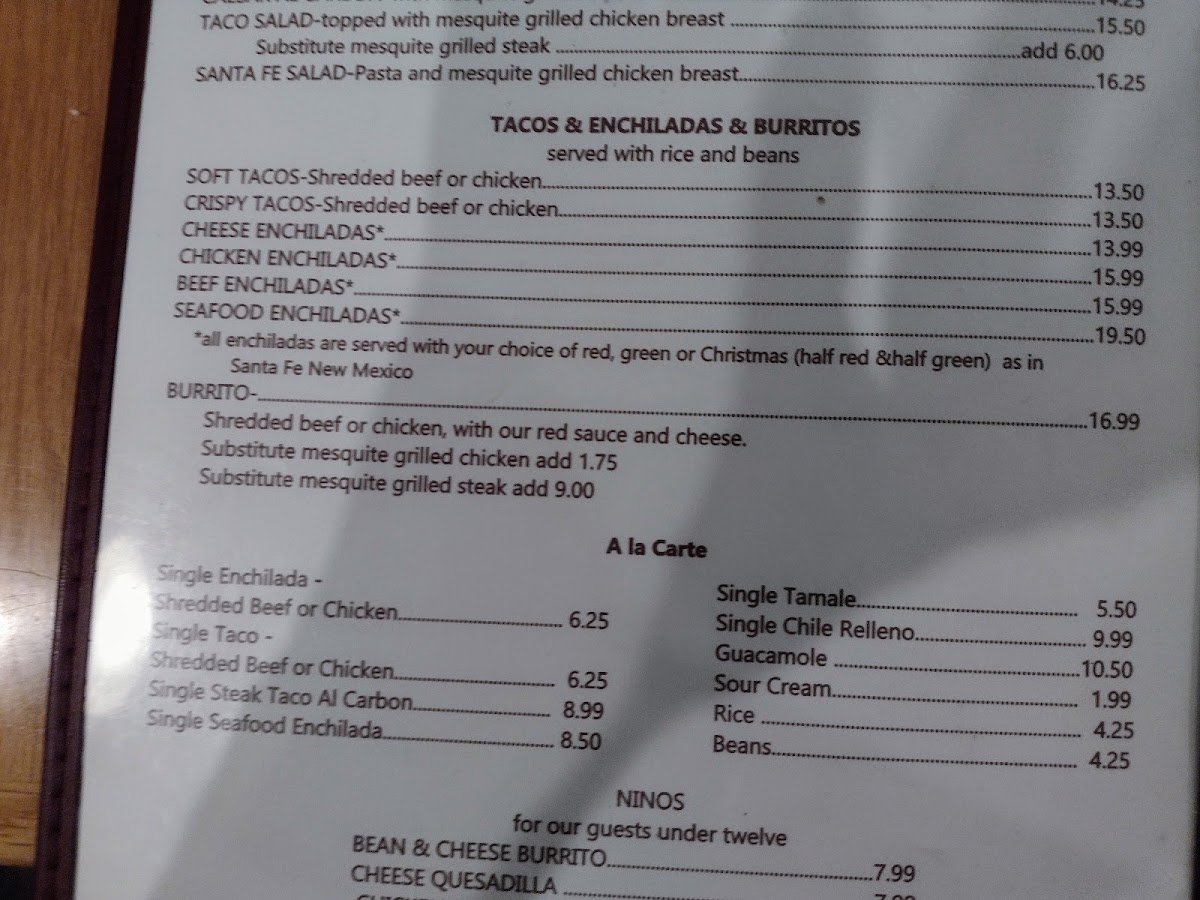 14.25
TACO SALAD-topped with mesquite grilled chicken breast ........15.50
Substitute mesquite grilled steak ........add 6.00
SANTA FE SALAD-Pasta and mesquite grilled chicken breast........16.25
TACOS & ENCHILADAS & BURRITOS
served with rice and beans
SOFT TACOS-Shredded beef or chicken........13.50
CRISPY TACOS-Shredded beef or chicken........13.50
CHEESE ENCHILADAS*........13.99
CHICKEN ENCHILADAS*........15.99
BEEF ENCHILADAS*........15.99
SEAFOOD ENCHILADAS*........19.50
*all enchiladas are served with your choice of red, green or Christmas (half red &half green) as in
Santa Fe New Mexico
BURRITO-........16.99
Shredded beef or chicken, with our red sauce and cheese.
Substitute mesquite grilled chicken add 1.75
Substitute mesquite grilled steak add 9.00
A la Carte
Single Enchilada -
Shredded Beef or Chicken........ 6.25
Single Taco -
Shredded Beef or Chicken........ 6.25
Single Steak Taco Al Carbon........ 8.99
Single Seafood Enchilada........ 8.50
Single Tamale........ 5.50
Single Chile Relleno........ 9.99
Guacamole ........10.50
Sour Cream........ 1.99
Rice ........ 4.25
Beans........ 4.25
NINOS
for our guests under twelve
BEAN & CHEESE BURRITO........7.99
CHEESE QUESADILLA ........7.99